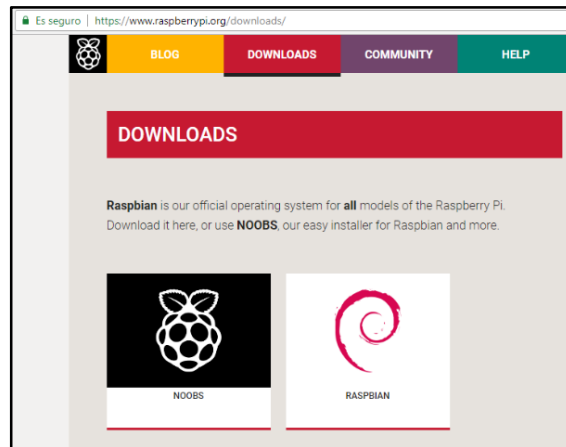 Es seguro | https://www.raspberrypi.org/downloads/
BLOG DOWNLOADS COMMUNITY HELP
DOWNLOADS
Raspbian is our official operating system for all models of the Raspberry Pi.
Download it here, or use NOOBS, our easy installer for Raspbian and more.
NOOBS RASPBIAN